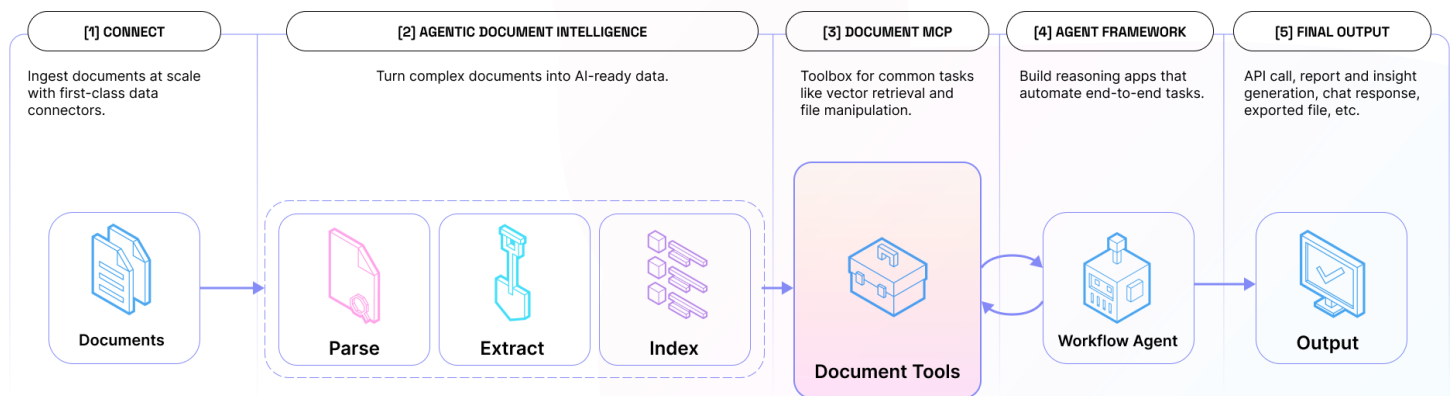 [1] CONNECT
[2] AGENTIC DOCUMENT INTELLIGENCE
[3] DOCUMENT MCP
[4] AGENT FRAMEWORK
[5] FINAL OUTPUT
Ingest documents at scale
with first-class data
connectors.
Turn complex documents into AI-ready data.
Toolbox for common tasks
like vector retrieval and
file manipulation.
Build reasoning apps that
automate end-to-end tasks.
API call, report and insight
generation, chat response,
exported file, etc.
Documents
Parse
Extract
Index
Document Tools
Workflow Agent
Output